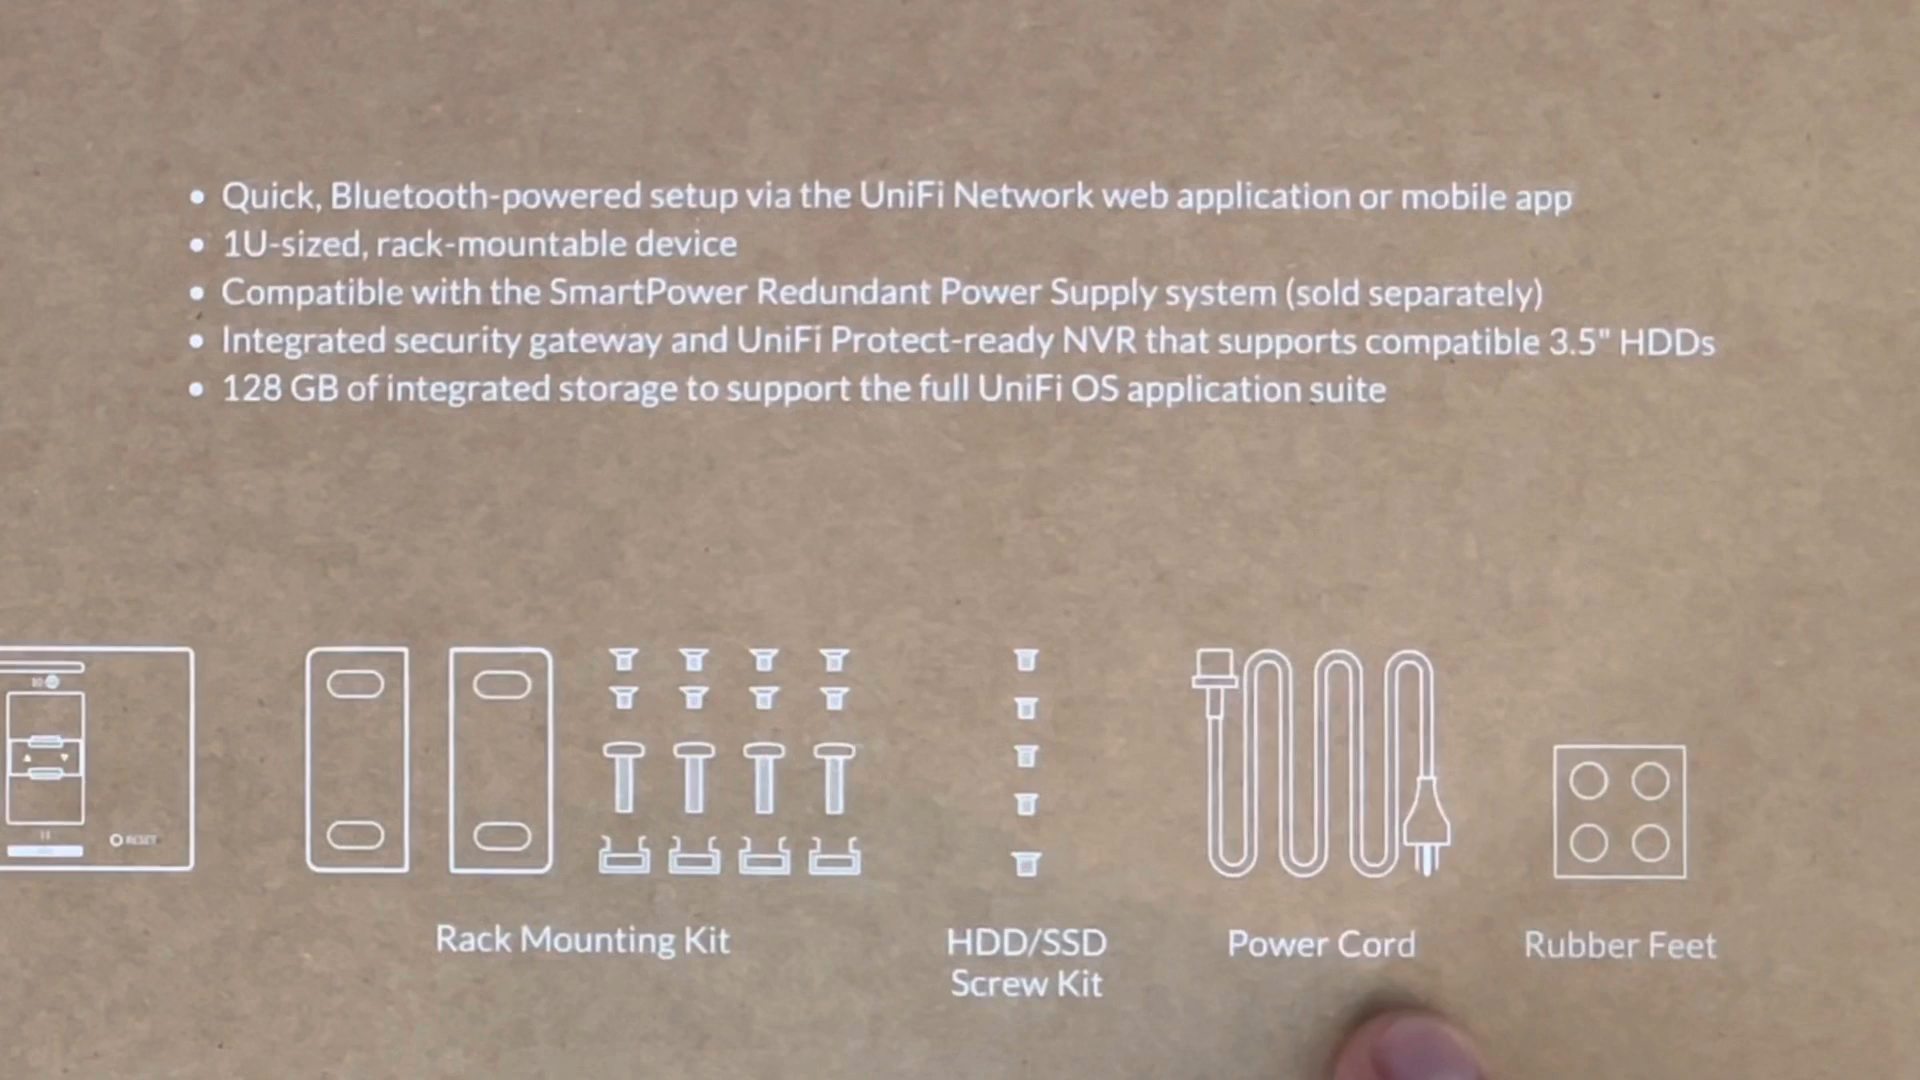 • Quick, Bluetooth-powered setup via the UniFi Network web application or mobile app
• 1U-sized, rack-mountable device
• Compatible with the SmartPower Redundant Power Supply system (sold separately)
• Integrated security gateway and UniFi Protect-ready NVR that supports compatible 3.5" HDDs
• 128 GB of integrated storage to support the full UniFi OS application suite
RESET
Rack Mounting Kit
HDD/SSD
Screw Kit
Power Cord
Rubber Feet